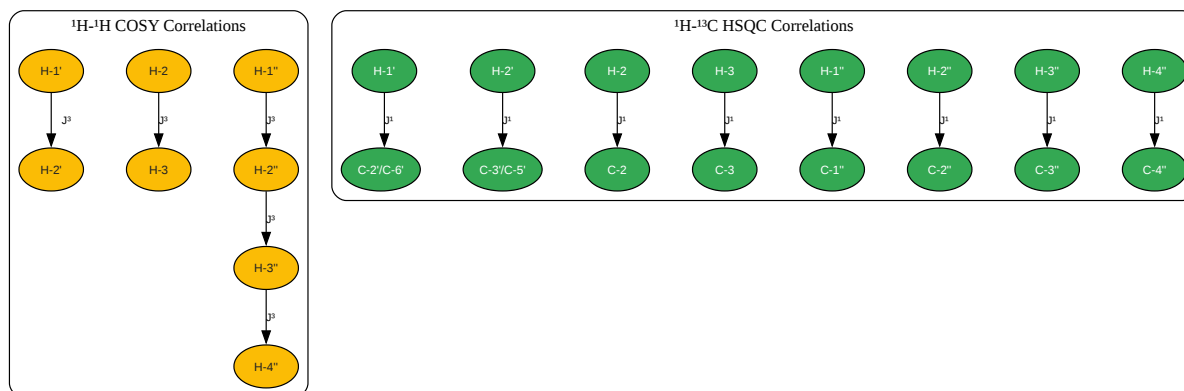 ¹H-¹H COSY Correlations
H-1' H-2 H-1''
J³ J³ J³
H-2' H-3 H-2''
J³
H-3''
J³
H-4''
¹H-¹³C HSQC Correlations
H-1' H-2' H-2 H-3 H-1'' H-2'' H-3'' H-4''
J¹ J¹ J¹ J¹ J¹ J¹ J¹ J¹
C-2'/C-6' C-3'/C-5' C-2 C-3 C-1'' C-2'' C-3'' C-4''